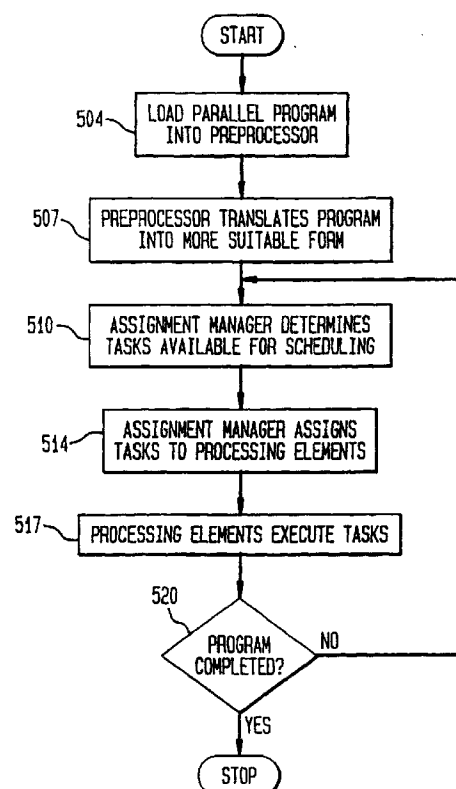 START
504
LOAD PARALLEL PROGRAM
INTO PREPROCESSOR
507
PREPROCESSOR TRANSLATES PROGRAM
INTO MORE SUITABLE FORM
510
ASSIGNMENT MANAGER DETERMINES
TASKS AVAILABLE FOR SCHEDULING
514
ASSIGNMENT MANAGER ASSIGNS
TASKS TO PROCESSING ELEMENTS
517
PROCESSING ELEMENTS EXECUTE TASKS
520
PROGRAM
COMPLETED?
NO
YES
STOP